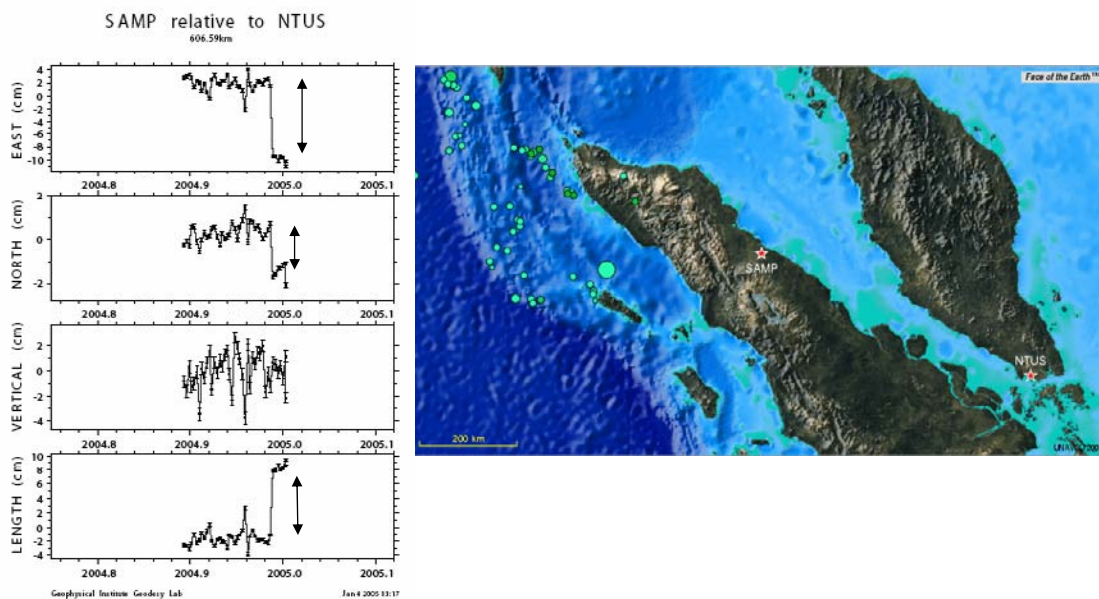 SAMP relative to NTUS
606.59km
EAST (cm)
4
2
0
-2
-4
-6
-8
-10
2004.8 2004.9 2005.0 2005.1
NORTH (cm)
2
0
-2
2004.8 2004.9 2005.0 2005.1
VERTICAL (cm)
2
0
-2
-4
2004.8 2004.9 2005.0 2005.1
LENGTH (cm)
10
8
6
4
2
0
-2
-4
2004.8 2004.9 2005.0 2005.1
Geophysical Institute Geodesy Lab Jan 4 2005 13:17
Face of the Earth™
SAMP
NTUS
200 km